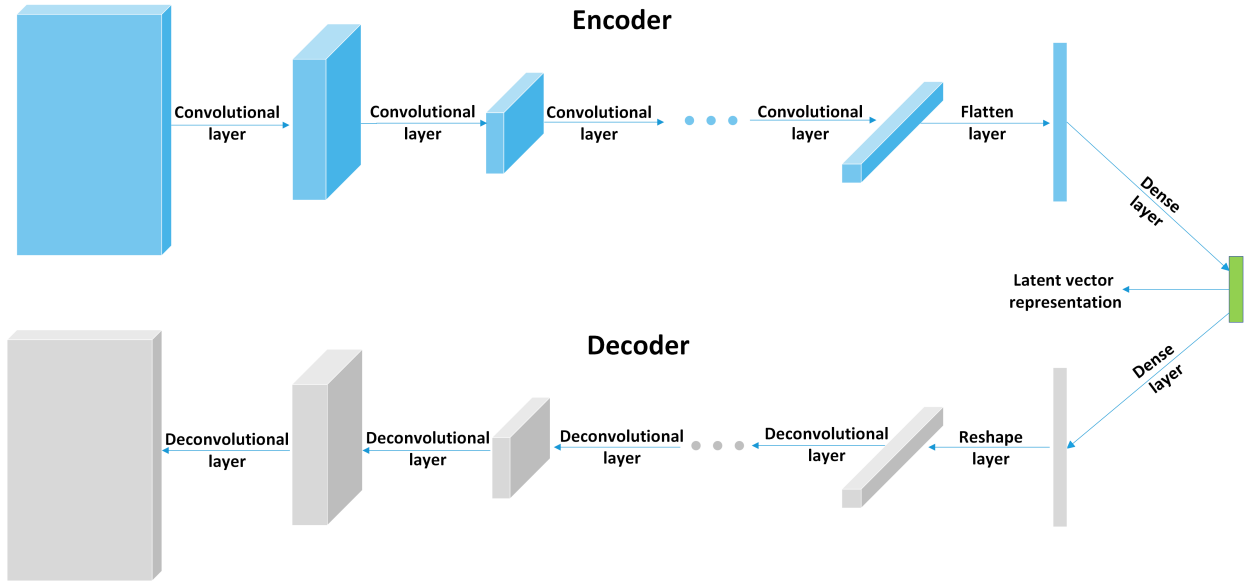 Encoder
Convolutional
layer
Convolutional
layer
Convolutional
layer
Convolutional
layer
Flatten
layer
Dense
layer
Latent vector
representation
Decoder
Dense
layer
Deconvolutional
layer
Deconvolutional
layer
Deconvolutional
layer
Deconvolutional
layer
Reshape
layer